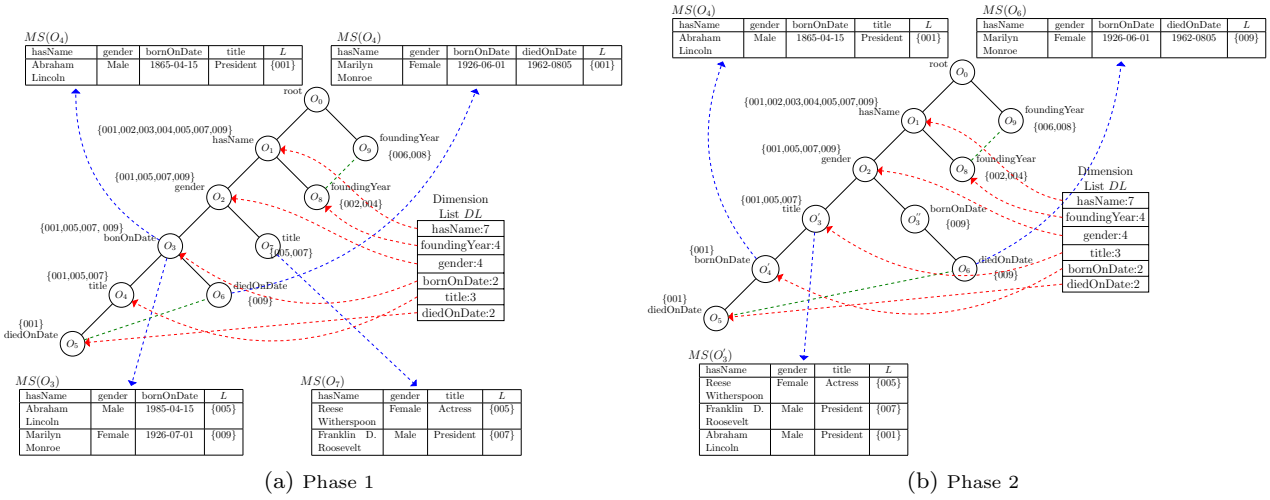 MS(O4)
hasName gender bornOnDate title L
Abraham Lincoln Male 1865-04-15 President {001}
MS(O4)
hasName gender bornOnDate diedOnDate L
Marilyn Monroe Female 1926-06-01 1962-0805 {001}
root
O0
{001,002,003,004,005,007,009}
hasName
O1
foundingYear
O9
{006,008}
{001,005,007,009}
gender
O2
foundingYear
O8
{002,004}
{001,005,007, 009}
bonOnDate
O3
title
O7
{005,007}
{001,005,007}
title
O4
diedOnDate
O6
{009}
{001}
diedOnDate
O5
Dimension
List DL
hasName:7
foundingYear:4
gender:4
bornOnDate:2
title:3
diedOnDate:2
MS(O3)
hasName gender bornOnDate L
Abraham Lincoln Male 1985-04-15 {005}
Marilyn Monroe Female 1926-07-01 {009}
MS(O7)
hasName gender title L
Reese Witherspoon Female Actress {005}
Franklin D. Roosevelt Male President {007}
(a) Phase 1
MS(O4)
hasName gender bornOnDate title L
Abraham Lincoln Male 1865-04-15 President {001}
MS(O6)
hasName gender bornOnDate diedOnDate L
Marilyn Monroe Female 1926-06-01 1962-0805 {009}
root
O0
{001,002,003,004,005,007,009}
hasName
O1
foundingYear
O9
{006,008}
{001,005,007,009}
gender
O2
foundingYear
O8
{002,004}
{001,005,007}
title
O3'
bornOnDate
O3''
{009}
{001}
bornOnDate
O4'
diedOnDate
O6
{009}
{001}
diedOnDate
O5
Dimension
List DL
hasName:7
foundingYear:4
gender:4
title:3
bornOnDate:2
diedOnDate:2
MS(O3')
hasName gender title L
Reese Witherspoon Female Actress {005}
Franklin D. Roosevelt Male President {007}
Abraham Lincoln Male President {001}
(b) Phase 2